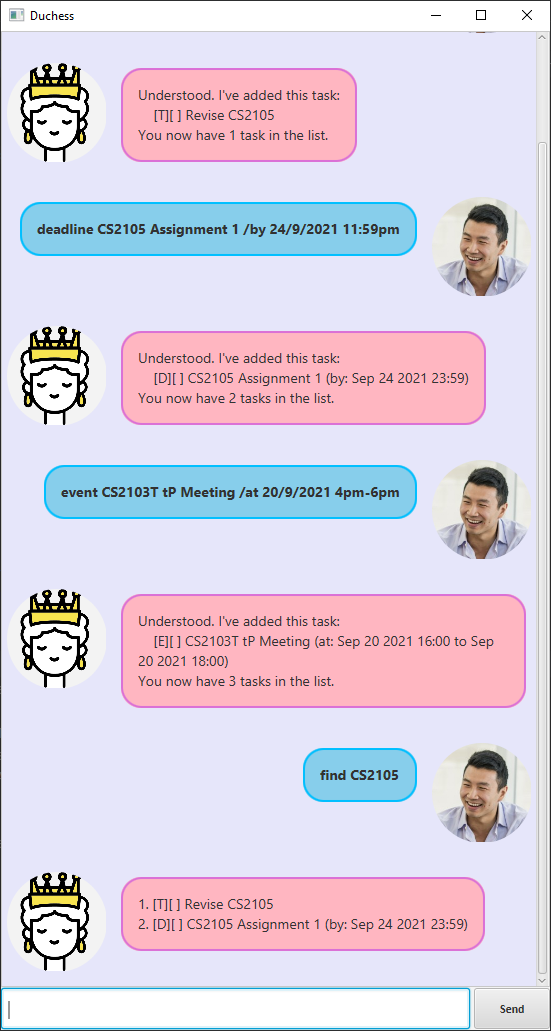 Duchess
Understood. I've added this task:
[T][ ] Revise CS2105
You now have 1 task in the list.
deadline CS2105 Assignment 1 /by 24/9/2021 11:59pm
Understood. I've added this task:
[D][ ] CS2105 Assignment 1 (by: Sep 24 2021 23:59)
You now have 2 tasks in the list.
event CS2103T tP Meeting /at 20/9/2021 4pm-6pm
Understood. I've added this task:
[E][ ] CS2103T tP Meeting (at: Sep 20 2021 16:00 to Sep
20 2021 18:00)
You now have 3 tasks in the list.
find CS2105
1. [T][ ] Revise CS2105
2. [D][ ] CS2105 Assignment 1 (by: Sep 24 2021 23:59)
Send